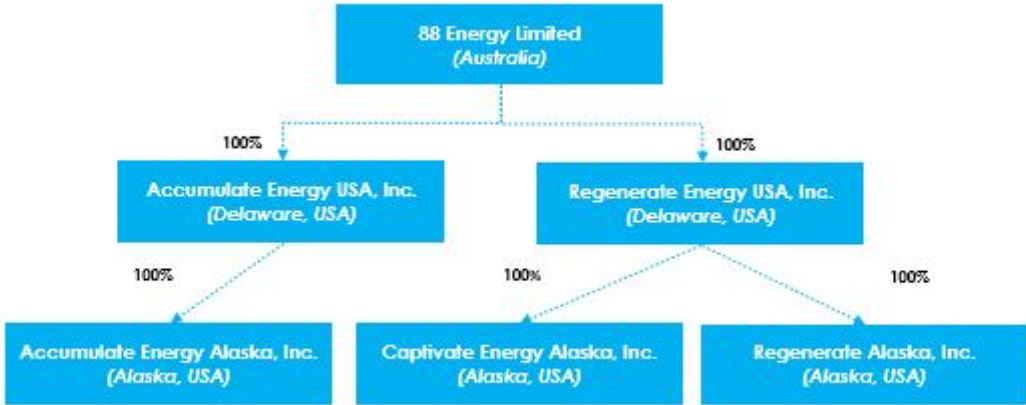 88 Energy Limited
(Australia)
100%
100%
Accumulate Energy USA, Inc.
(Delaware, USA)
Regenerate Energy USA, Inc.
(Delaware, USA)
100%
100%
100%
Accumulate Energy Alaska, Inc.
(Alaska, USA)
Captivate Energy Alaska, Inc.
(Alaska, USA)
Regenerate Alaska, Inc.
(Alaska, USA)